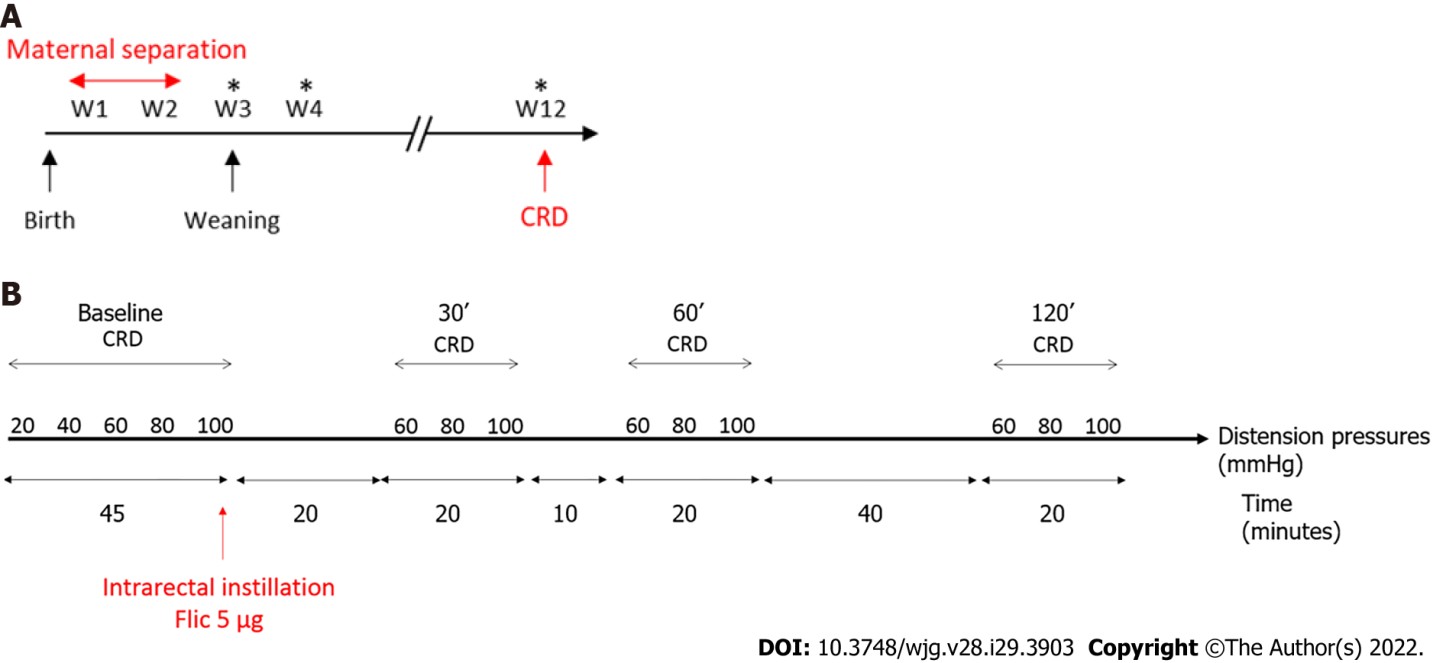 A
Maternal separation
* * *
W1 W2 W3 W4 W12
Birth Weaning CRD
B
Baseline 30′ 60′ 120′
CRD CRD CRD CRD
20 40 60 80 100 60 80 100 60 80 100 60 80 100
Distension pressures
(mmHg)
45 20 20 10 20 40 20
Time
(minutes)
Intrarectal instillation
Flic 5 µg
DOI: 10.3748/wjg.v28.i29.3903 Copyright ©The Author(s) 2022.